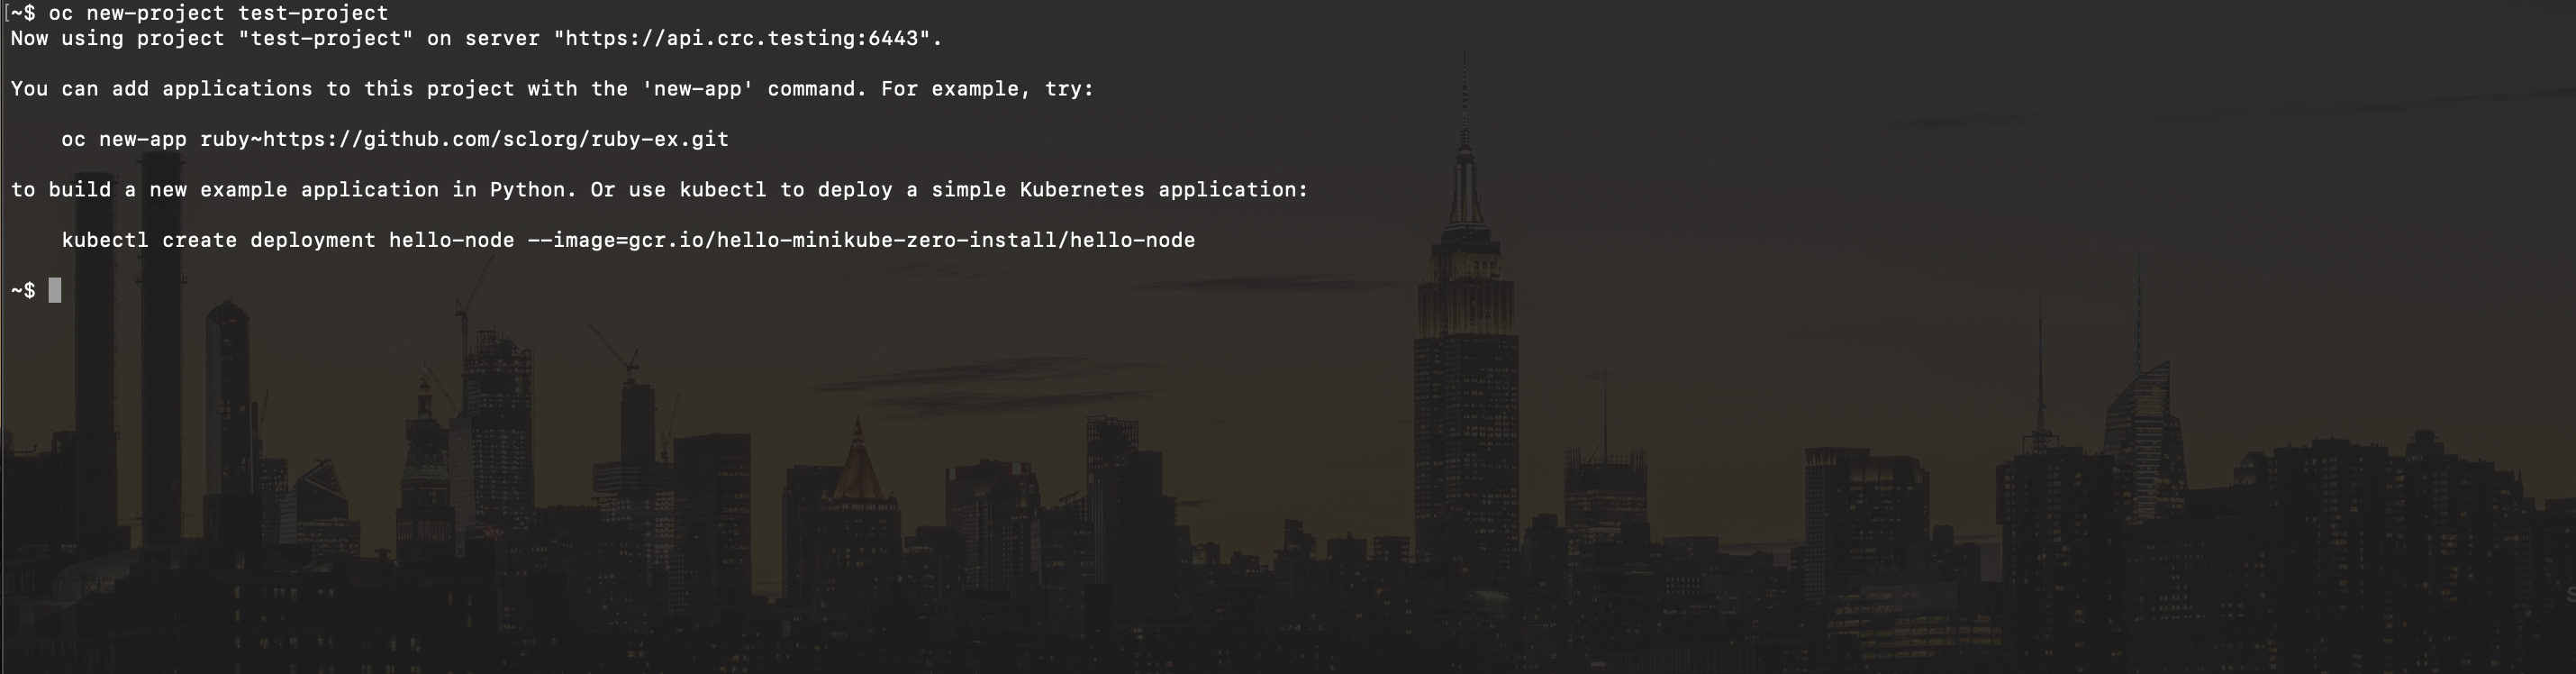 [~$ oc new-project test-project
Now using project "test-project" on server "https://api.crc.testing:6443".
You can add applications to this project with the 'new-app' command. For example, try:
oc new-app ruby~https://github.com/sclorg/ruby-ex.git
to build a new example application in Python. Or use kubectl to deploy a simple Kubernetes application:
kubectl create deployment hello-node --image=gcr.io/hello-minikube-zero-install/hello-node
~$